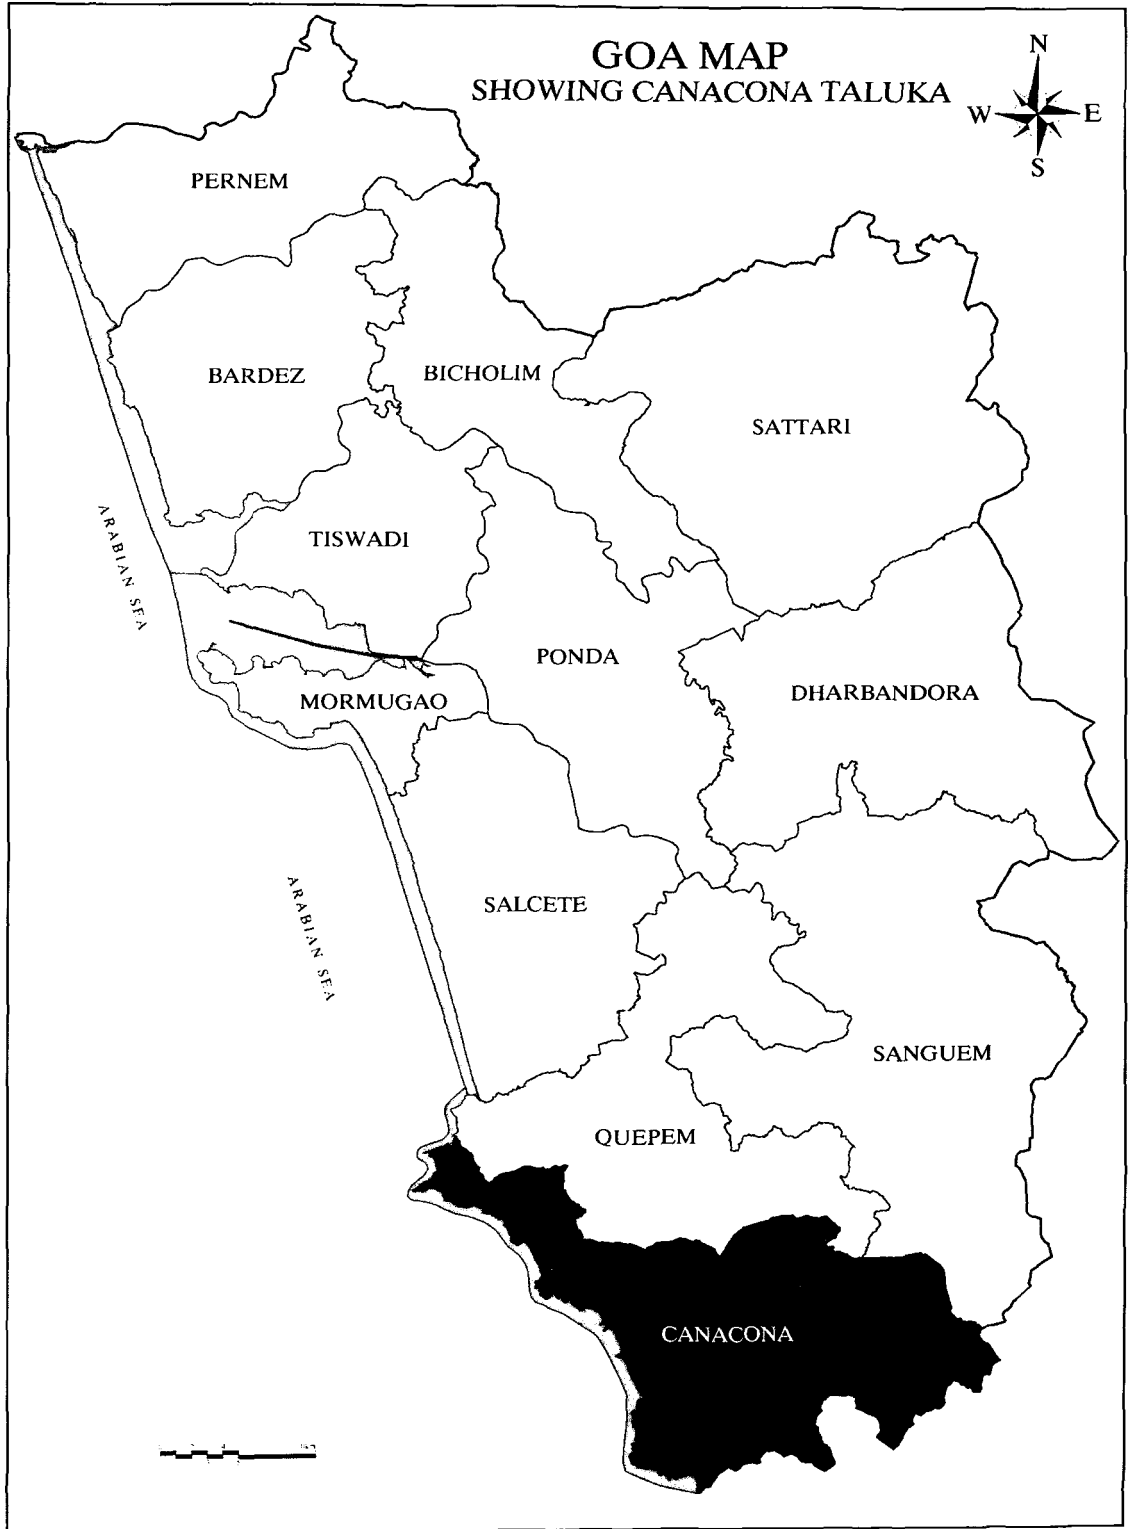 GOA MAP
SHOWING CANACONA TALUKA
N
W
E
S
PERNEM
BARDEZ
BICHOLIM
SATTARI
ARABIAN SEA
TISWADI
PONDA
DHARBANDORA
MORMUGAO
ARABIAN SEA
SALCETE
SANGUEM
QUEPEM
CANACONA